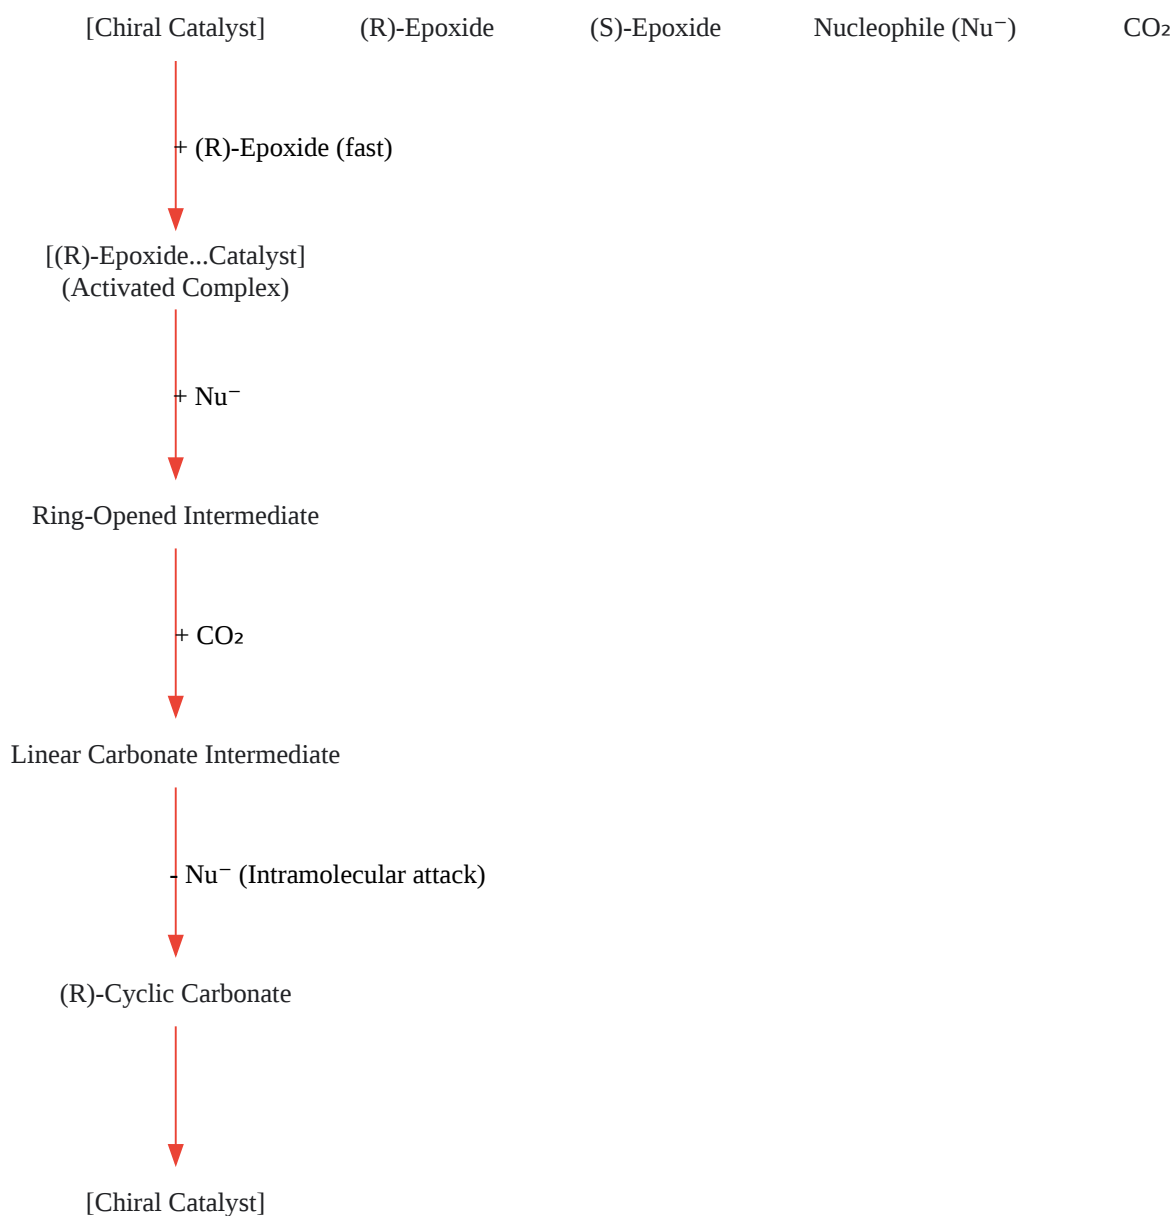 [Chiral Catalyst] (R)-Epoxide (S)-Epoxide Nucleophile (Nu⁻) CO₂
+ (R)-Epoxide (fast)
[(R)-Epoxide...Catalyst]
(Activated Complex)
+ Nu⁻
Ring-Opened Intermediate
+ CO₂
Linear Carbonate Intermediate
- Nu⁻ (Intramolecular attack)
(R)-Cyclic Carbonate
[Chiral Catalyst]